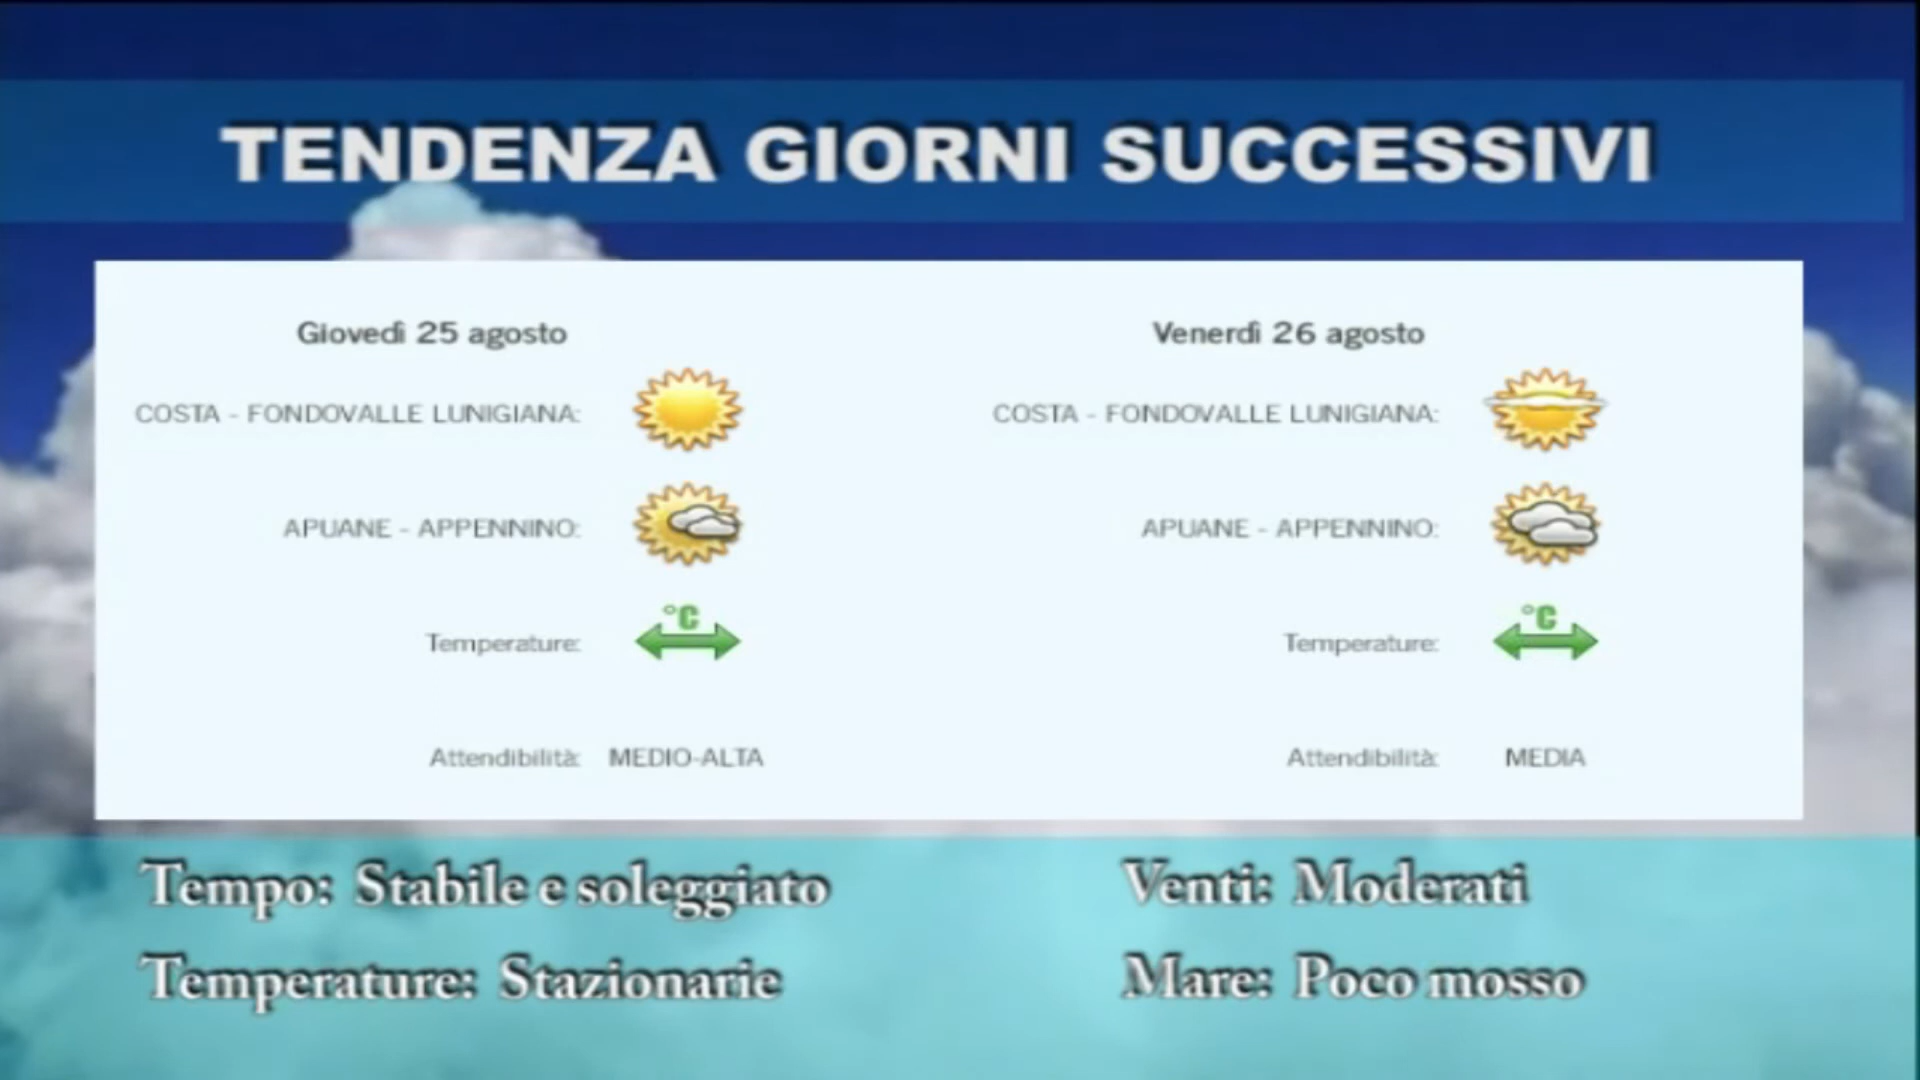 TENDENZA GIORNI SUCCESSIVI
Giovedì 25 agosto
COSTA - FONDOVALLE LUNIGIANA:
APUANE - APPENNINO:
°C
Temperature:
Attendibilità: MEDIO-ALTA
Venerdì 26 agosto
COSTA - FONDOVALLE LUNIGIANA:
APUANE - APPENNINO:
°C
Temperature:
Attendibilità: MEDIA
Tempo: Stabile e soleggiato
Temperature: Stazionarie
Venti: Moderati
Mare: Poco mosso